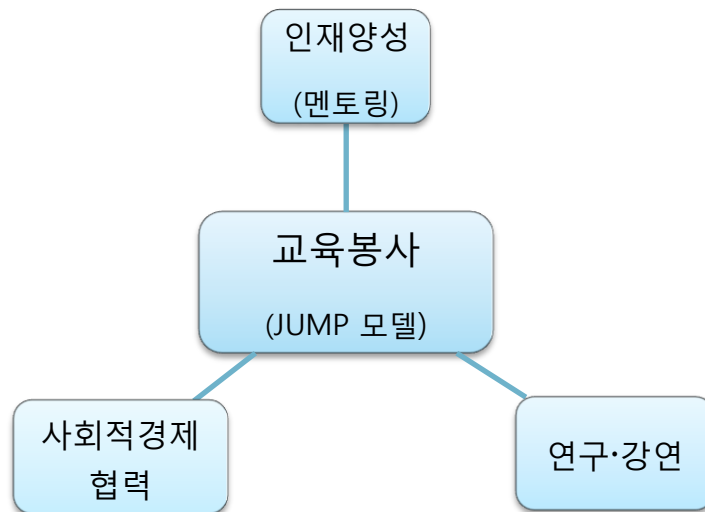 인재양성
(멘토링)
교육봉사
(JUMP 모델)
사회적경제
협력
연구·강연